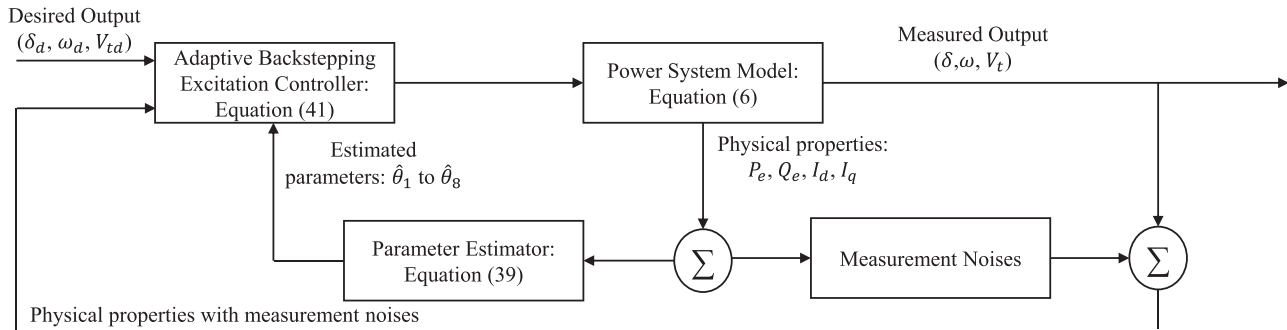 Desired Output
(δ_d, ω_d, V_td)
Adaptive Backstepping
Excitation Controller:
Equation (41)
Power System Model:
Equation (6)
Measured Output
(δ,ω, V_t)
Estimated
parameters: θ̂_1 to θ̂_8
Physical properties:
P_e, Q_e, I_d, I_q
Parameter Estimator:
Equation (39)
∑
Measurement Noises
∑
Physical properties with measurement noises